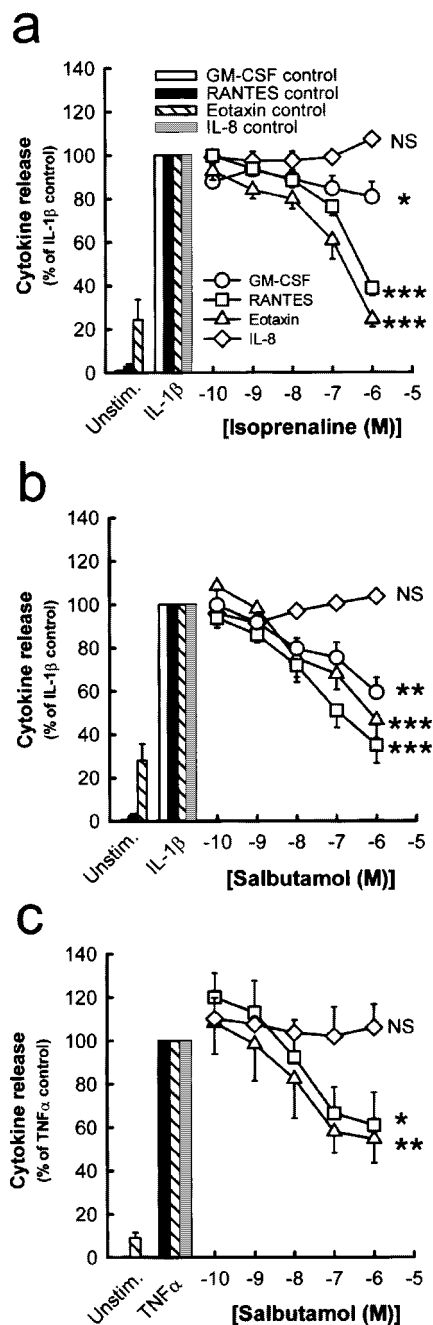 a
GM-CSF control
RANTES control
Eotaxin control
IL-8 control
Cytokine release
(% of IL-1β control)
140
120
100
80
60
40
20
0
NS
*
***
***
GM-CSF
RANTES
Eotaxin
IL-8
Unstim.
IL-1β
-10 -9 -8 -7 -6 -5
[Isoprenaline (M)]
b
Cytokine release
(% of IL-1β control)
140
120
100
80
60
40
20
0
NS
**
***
***
Unstim.
IL-1β
-10 -9 -8 -7 -6 -5
[Salbutamol (M)]
c
Cytokine release
(% of TNFα control)
140
120
100
80
60
40
20
0
NS
*
**
Unstim.
TNFα
-10 -9 -8 -7 -6 -5
[Salbutamol (M)]